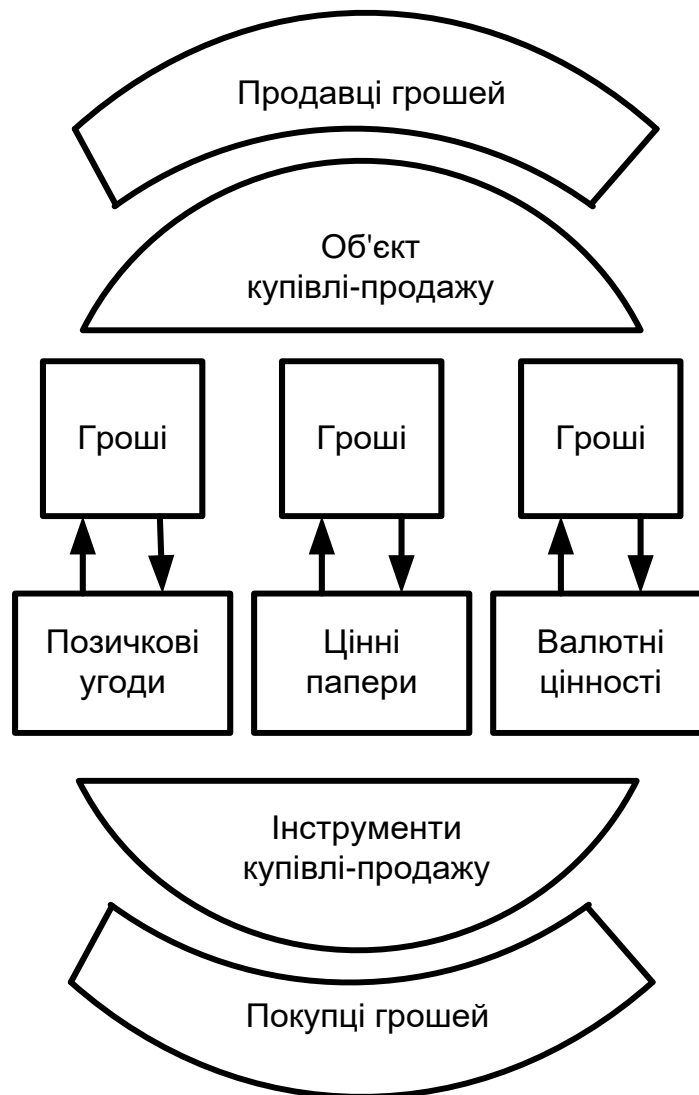 Продавці грошей
Об'єкт
купівлі-продажу
Гроші
Гроші
Гроші
Позичкові
угоди
Цінні
папери
Валютні
цінності
Інструменти
купівлі-продажу
Покупці грошей